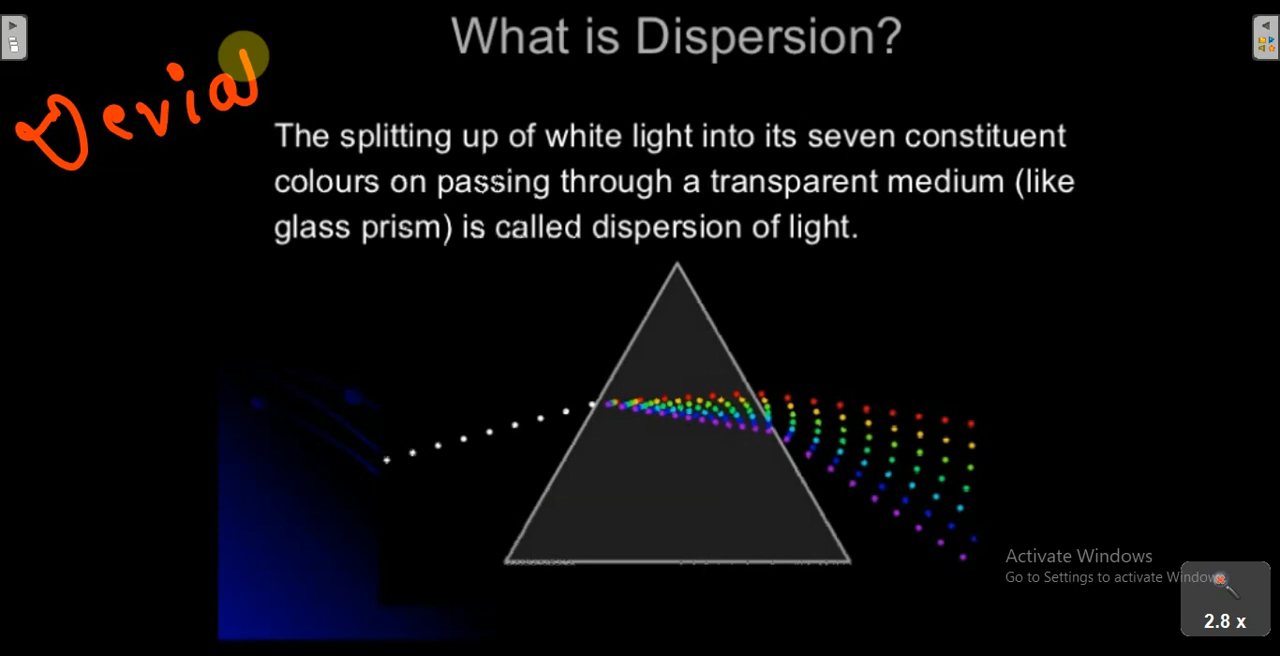 What is Dispersion?
Devia
The splitting up of white light into its seven constituent
colours on passing through a transparent medium (like
glass prism) is called dispersion of light.
Activate Windows
Go to Settings to activate Windows
2.8 x